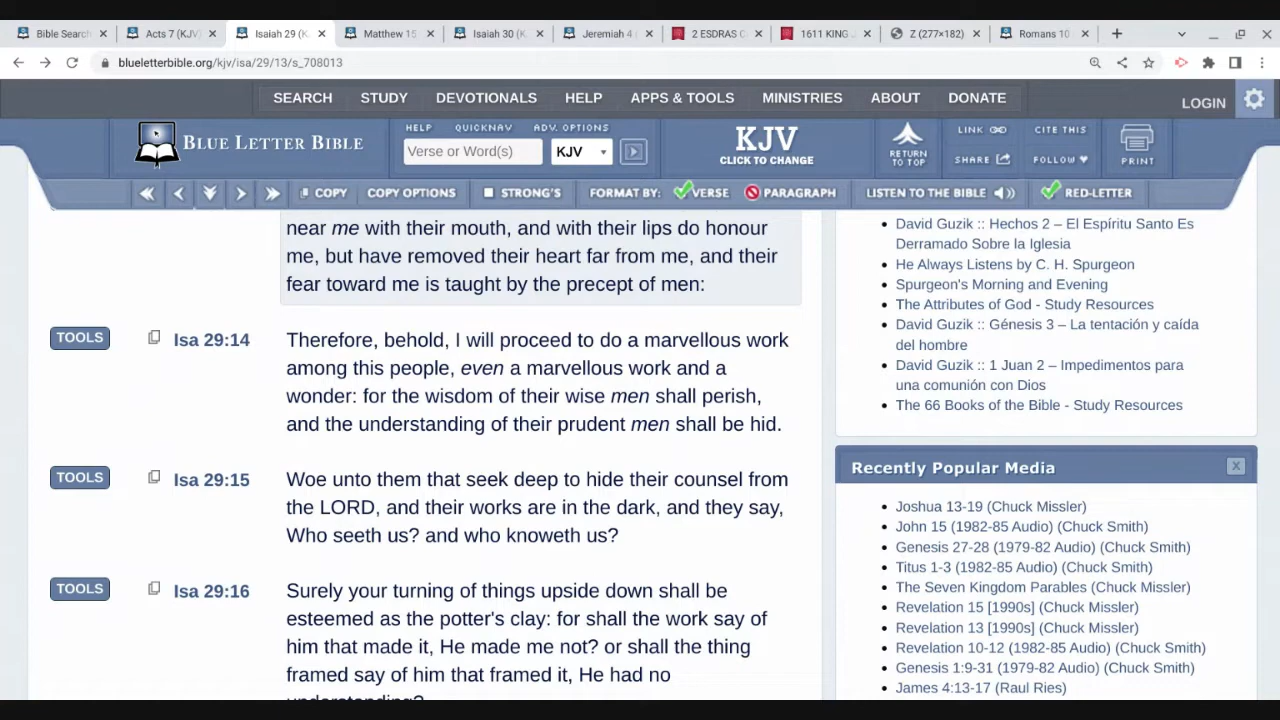 Bible Search
Acts 7 (KJV)
Isaiah 29 (K
Matthew 15
Isaiah 30 (K
Jeremiah 4 (
2 ESDRAS C
1611 KING J
Z (277×182)
Romans 10
blueletterbible.org/kjv/isa/29/13/s_708013
SEARCH STUDY DEVOTIONALS HELP APPS & TOOLS MINISTRIES ABOUT DONATE LOGIN
BLUE LETTER BIBLE
HELP QUICKNAV ADV. OPTIONS
Verse or Word(s) KJV
KJV
CLICK TO CHANGE
RETURN
TO TOP
LINK CITE THIS
SHARE FOLLOW
PRINT
COPY COPY OPTIONS STRONG'S FORMAT BY: VERSE PARAGRAPH LISTEN TO THE BIBLE RED-LETTER
near me with their mouth, and with their lips do honour
me, but have removed their heart far from me, and their
fear toward me is taught by the precept of men:
TOOLS Isa 29:14 Therefore, behold, I will proceed to do a marvellous work
among this people, even a marvellous work and a
wonder: for the wisdom of their wise men shall perish,
and the understanding of their prudent men shall be hid.
TOOLS Isa 29:15 Woe unto them that seek deep to hide their counsel from
the LORD, and their works are in the dark, and they say,
Who seeth us? and who knoweth us?
TOOLS Isa 29:16 Surely your turning of things upside down shall be
esteemed as the potter's clay: for shall the work say of
him that made it, He made me not? or shall the thing
framed say of him that framed it, He had no
understanding?
David Guzik :: Hechos 2 – El Espíritu Santo Es
Derramado Sobre la Iglesia
He Always Listens by C. H. Spurgeon
Spurgeon's Morning and Evening
The Attributes of God - Study Resources
David Guzik :: Génesis 3 – La tentación y caída
del hombre
David Guzik :: 1 Juan 2 – Impedimentos para
una comunión con Dios
The 66 Books of the Bible - Study Resources
Recently Popular Media
Joshua 13-19 (Chuck Missler)
John 15 (1982-85 Audio) (Chuck Smith)
Genesis 27-28 (1979-82 Audio) (Chuck Smith)
Titus 1-3 (1982-85 Audio) (Chuck Smith)
The Seven Kingdom Parables (Chuck Missler)
Revelation 15 [1990s] (Chuck Missler)
Revelation 13 [1990s] (Chuck Missler)
Revelation 10-12 (1982-85 Audio) (Chuck Smith)
Genesis 1:9-31 (1979-82 Audio) (Chuck Smith)
James 4:13-17 (Raul Ries)